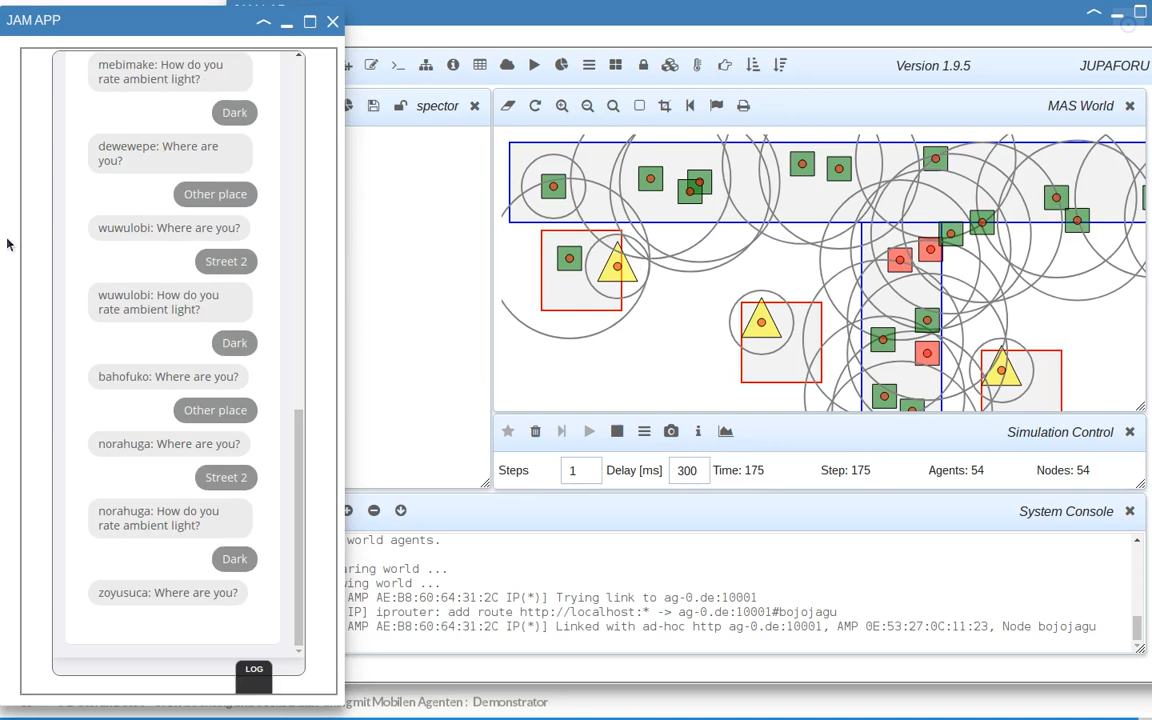 JAM APP
mebimake: How do you
rate ambient light?
Dark
dewewepe: Where are
you?
Other place
wuwulobi: Where are you?
Street 2
wuwulobi: How do you
rate ambient light?
Dark
bahofuko: Where are you?
Other place
norahuga: Where are you?
Street 2
norahuga: How do you
rate ambient light?
Dark
zoyusuca: Where are you?
LOG
Version 1.9.5
JUPAFORU
spector
MAS World
Simulation Control
Steps 1 Delay [ms] 300 Time: 175 Step: 175 Agents: 54 Nodes: 54
System Console
world agents.
aring world ...
wing world ...
AMP AE:B8:60:64:31:2C IP(*)] Trying link to ag-0.de:10001
IP] iprouter: add route http://localhost:* -> ag-0.de:10001#bojojagu
AMP AE:B8:60:64:31:2C IP(*)] Linked with ad-hoc http ag-0.de:10001, AMP 0E:53:27:0C:11:23, Node bojojagu
mit Mobilen Agenten : Demonstrator